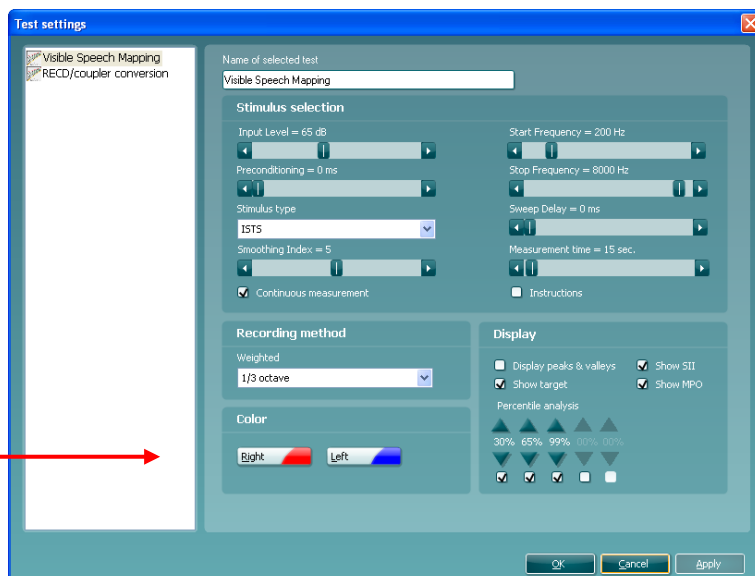 Test settings
Visible Speech Mapping
RECD/coupler conversion
Name of selected test
Visible Speech Mapping
Stimulus selection
Input Level = 65 dB
Start Frequency = 200 Hz
Preconditioning = 0 ms
Stop Frequency = 8000 Hz
Stimulus type
Sweep Delay = 0 ms
ISTS
Smoothing Index = 5
Measurement time = 15 sec.
Continuous measurement
Instructions
Recording method
Weighted
1/3 octave
Color
Right
Left
Display
Display peaks & valleys
Show SII
Show target
Show MPO
Percentile analysis
30% 65% 99% 00% 00%
OK
Cancel
Apply